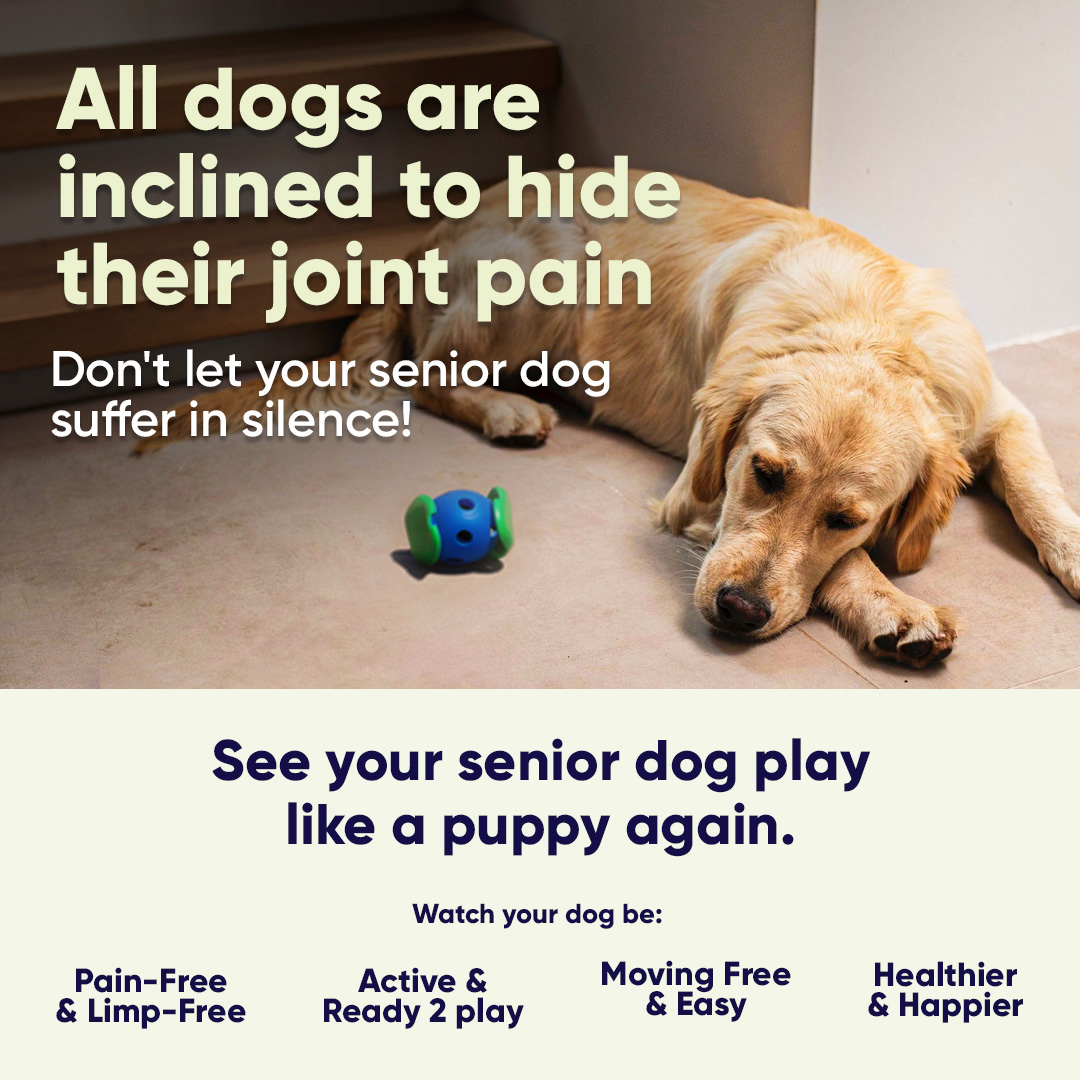 All dogs are
inclined to hide
their joint pain
Don't let your senior dog
suffer in silence!
See your senior dog play
like a puppy again.
Watch your dog be:
Pain-Free
& Limp-Free
Active &
Ready 2 play
Moving Free
& Easy
Healthier
& Happier